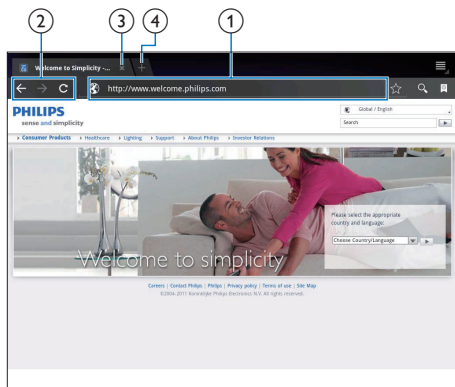 2 3 4 1
Welcome to Simplicity -...
http://www.welcome.philips.com
PHILIPS
sense and simplicity
Global / English
Search
Consumer Products Healthcare Lighting Support About Philips Investor Relations
Please select the appropriate
country and language:
Choose Country/Language
Welcome to simplicity
Careers | Contact Philips | Philips | Privacy policy | Terms of use | Site Map
©2004-2011 Koninklijke Philips Electronics N.V. All rights reserved.